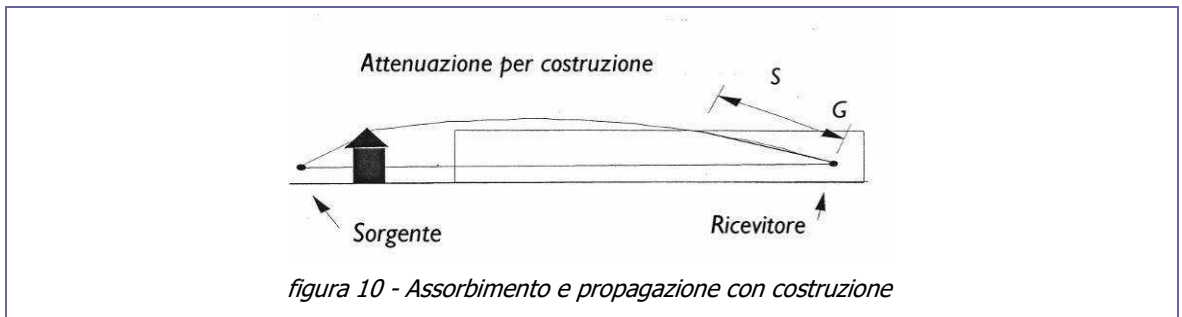 Attenuazione per costruzione
S
G
Sorgente
Ricevitore
figura 10 - Assorbimento e propagazione con costruzione